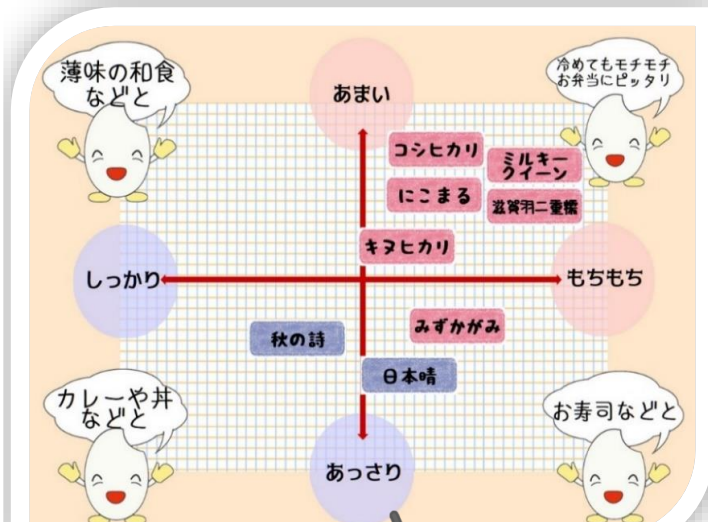 薄味の和食
などと
あまい
冷めてもモチモチ
お弁当にピッタリ
コシヒカリ
ミルキー
クイーン
にこまる
滋賀羽二重糯
キヌヒカリ
しっかり
もちもち
みずかがみ
秋の詩
日本晴
カレーや丼
などと
お寿司などと
あっさり